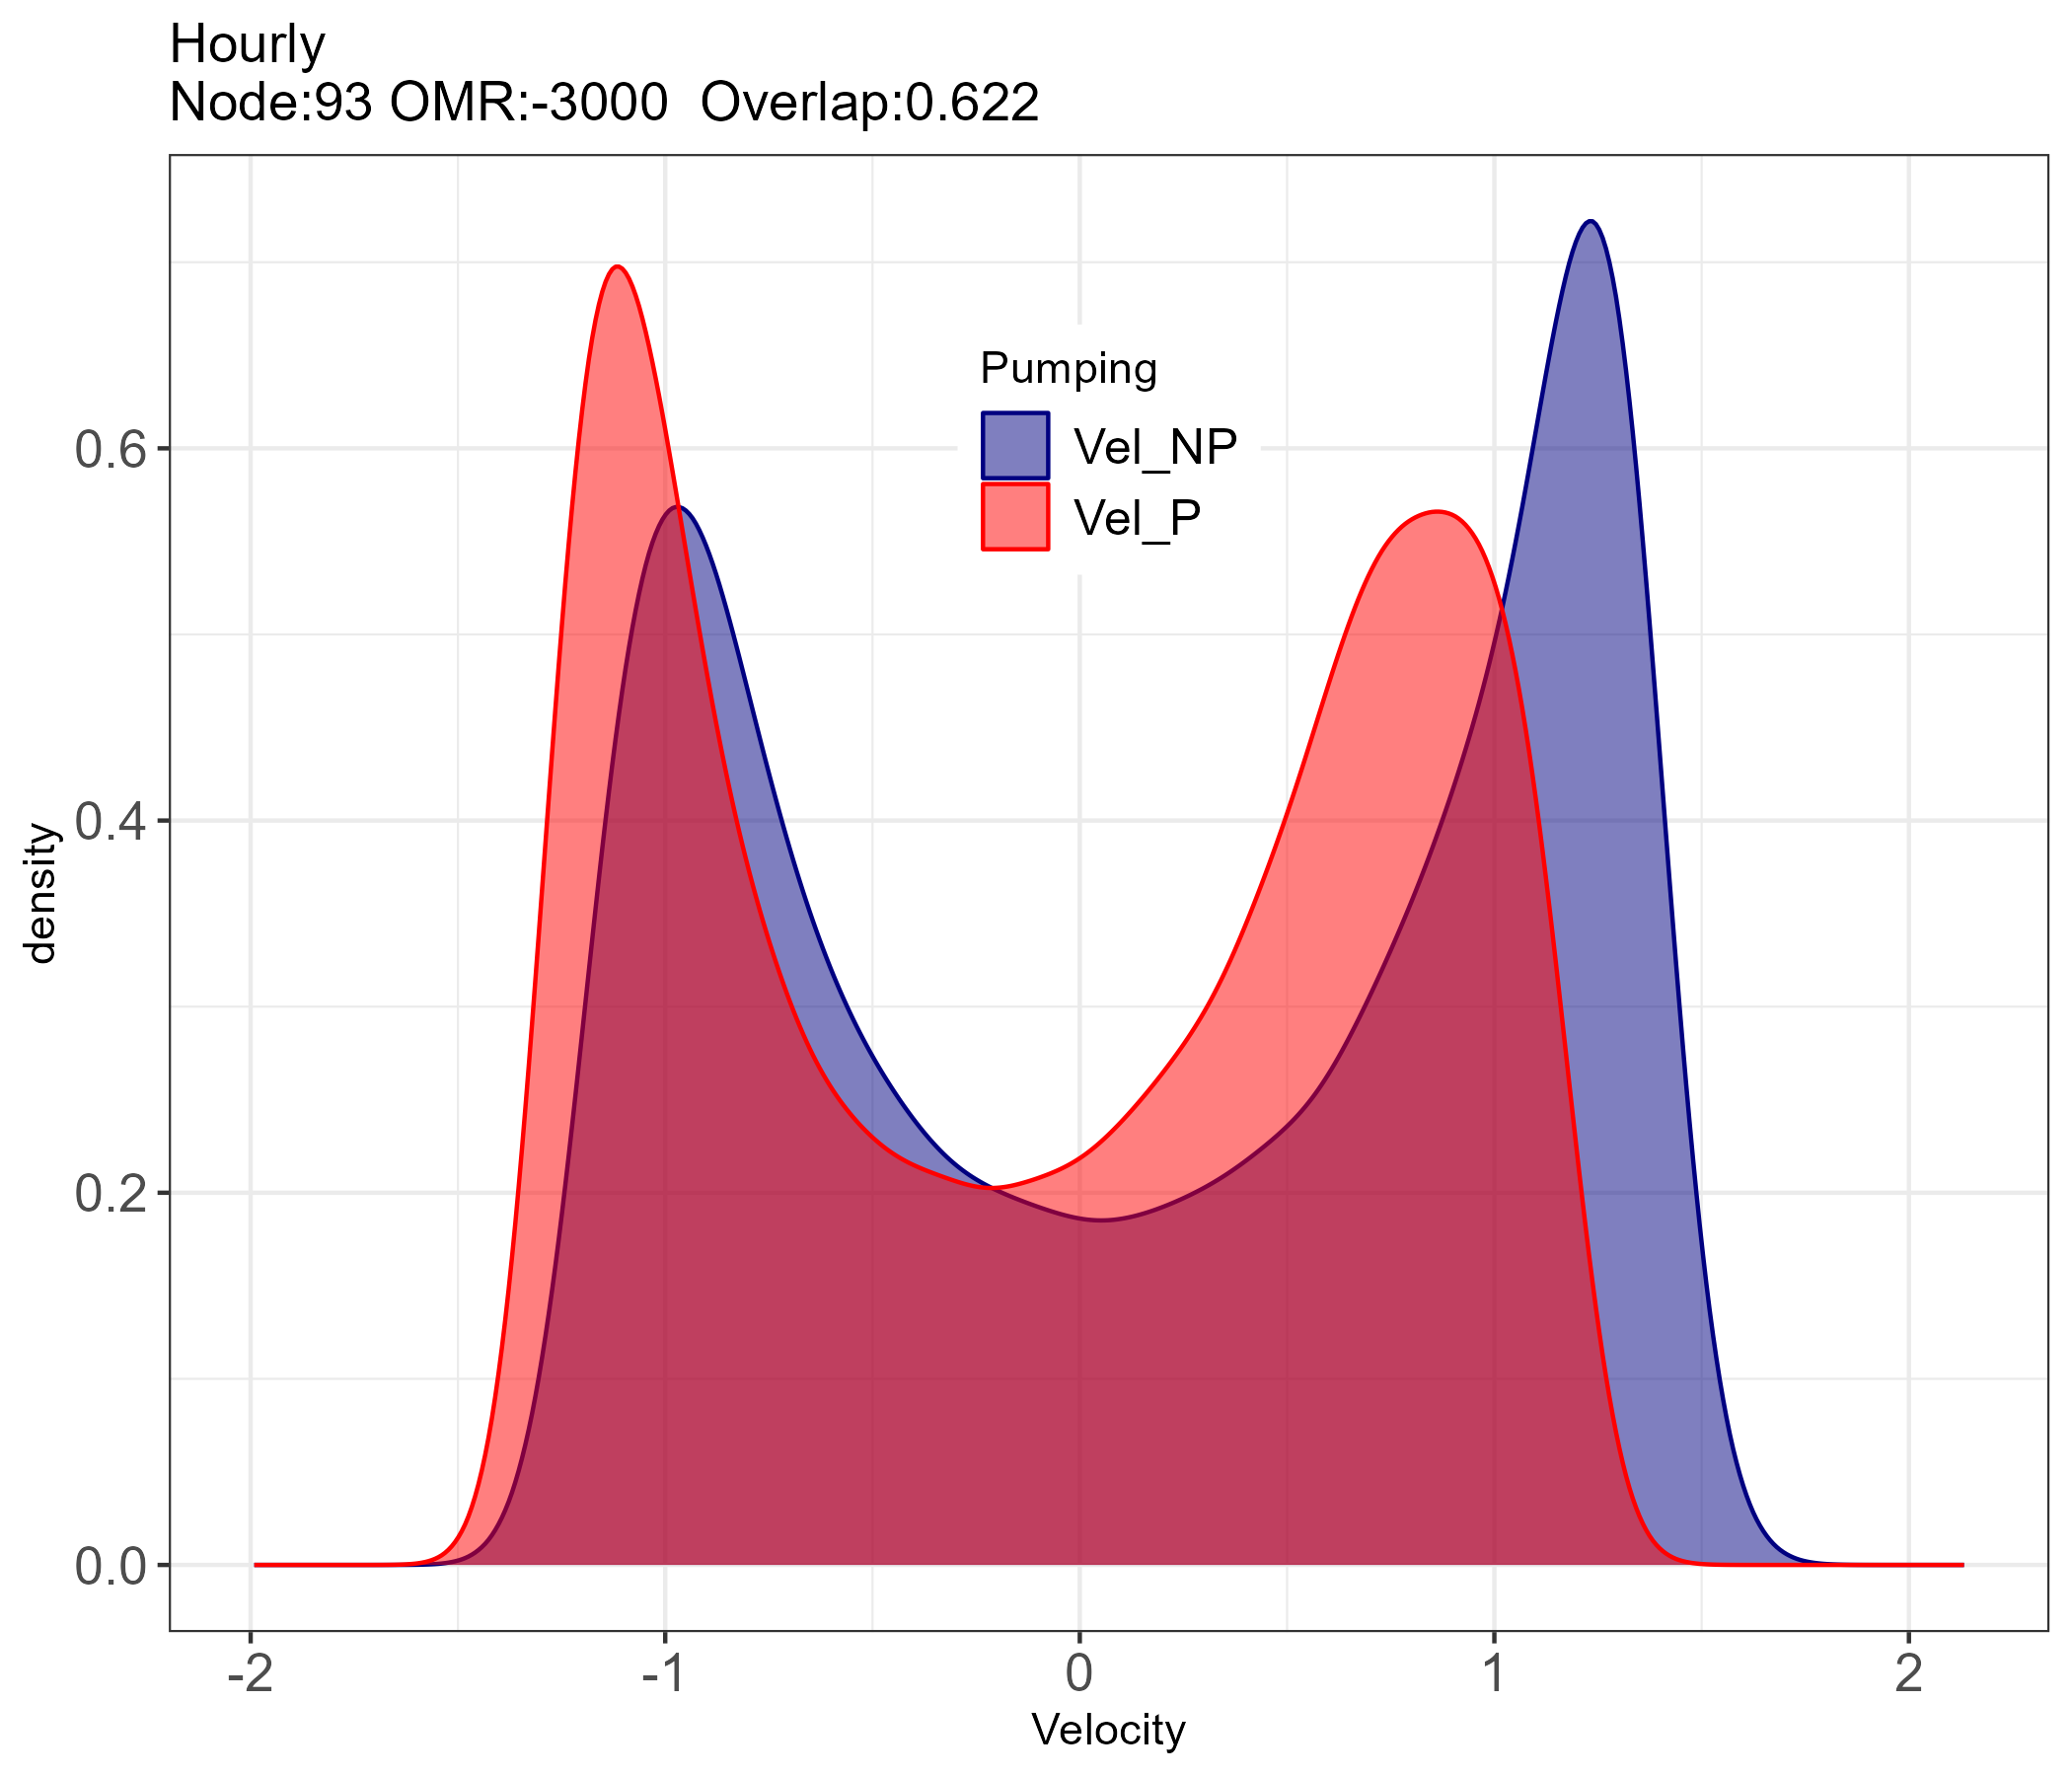 Hourly
Node:93 OMR:-3000  Overlap:0.622
Pumping
Vel_NP
Vel_P
0.6
0.4
0.2
0.0
density
-2
-1
0
1
2
Velocity